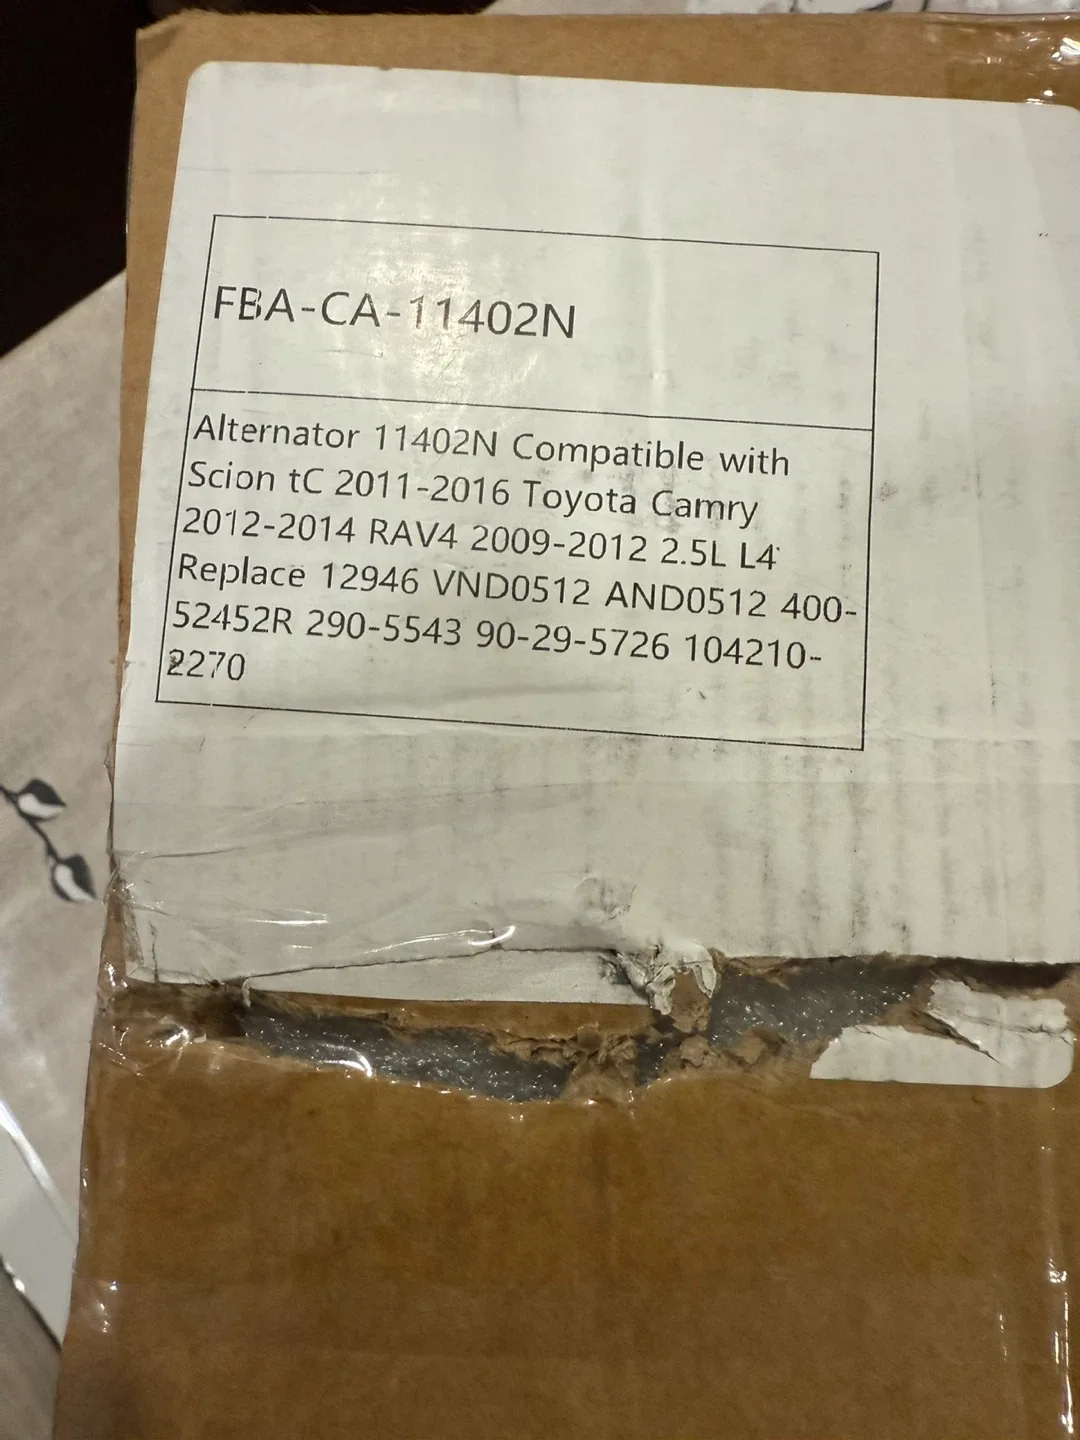 FBA-CA-11402N
Alternator 11402N Compatible with
Scion tC 2011-2016 Toyota Camry
2012-2014 RAV4 2009-2012 2.5L L4
Replace 12946 VND0512 AND0512 400-
52452R 290-5543 90-29-5726 104210-
2270